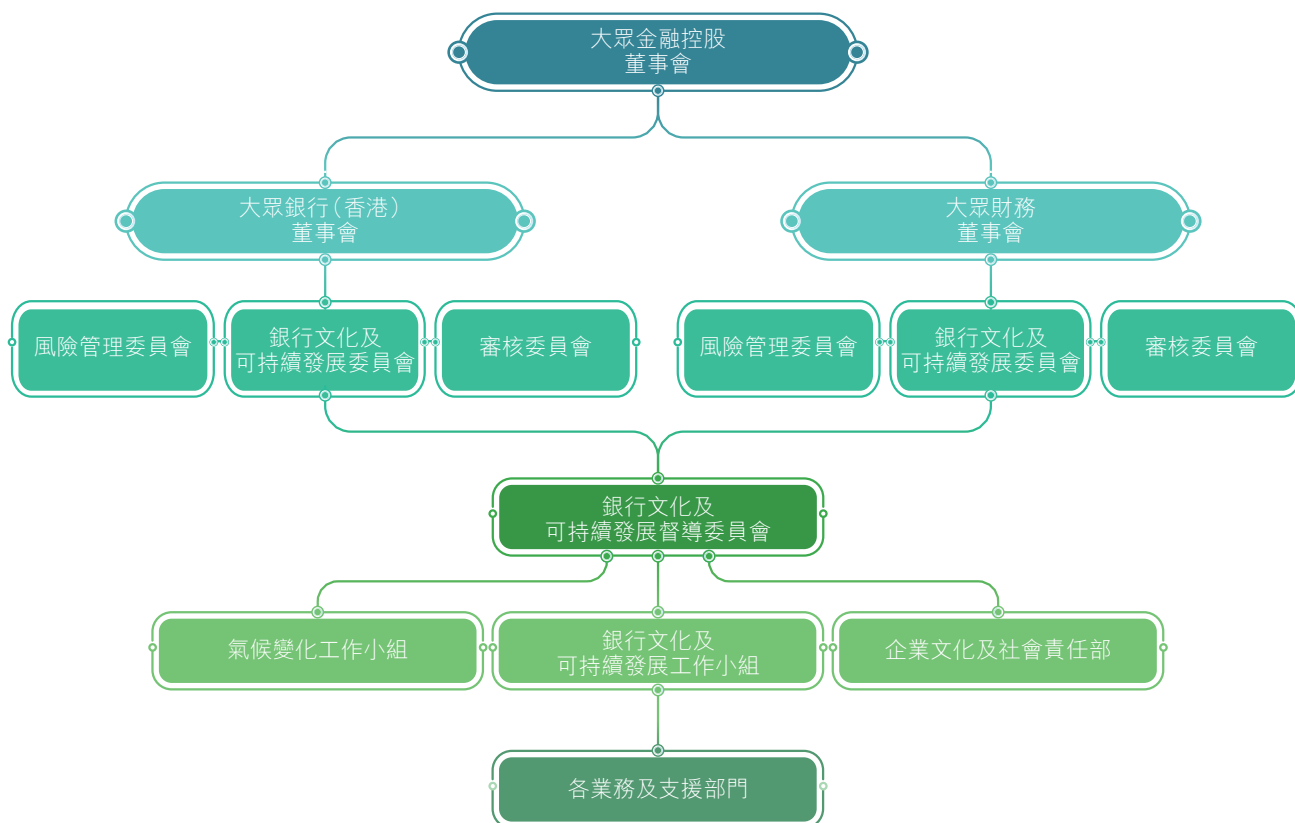 大眾金融控股
董事會
大眾銀行（香港）
董事會
大眾財務
董事會
風險管理委員會
銀行文化及
可持續發展委員會
審核委員會
風險管理委員會
銀行文化及
可持續發展委員會
審核委員會
銀行文化及
可持續發展督導委員會
氣候變化工作小組
銀行文化及
可持續發展工作小組
企業文化及社會責任部
各業務及支援部門